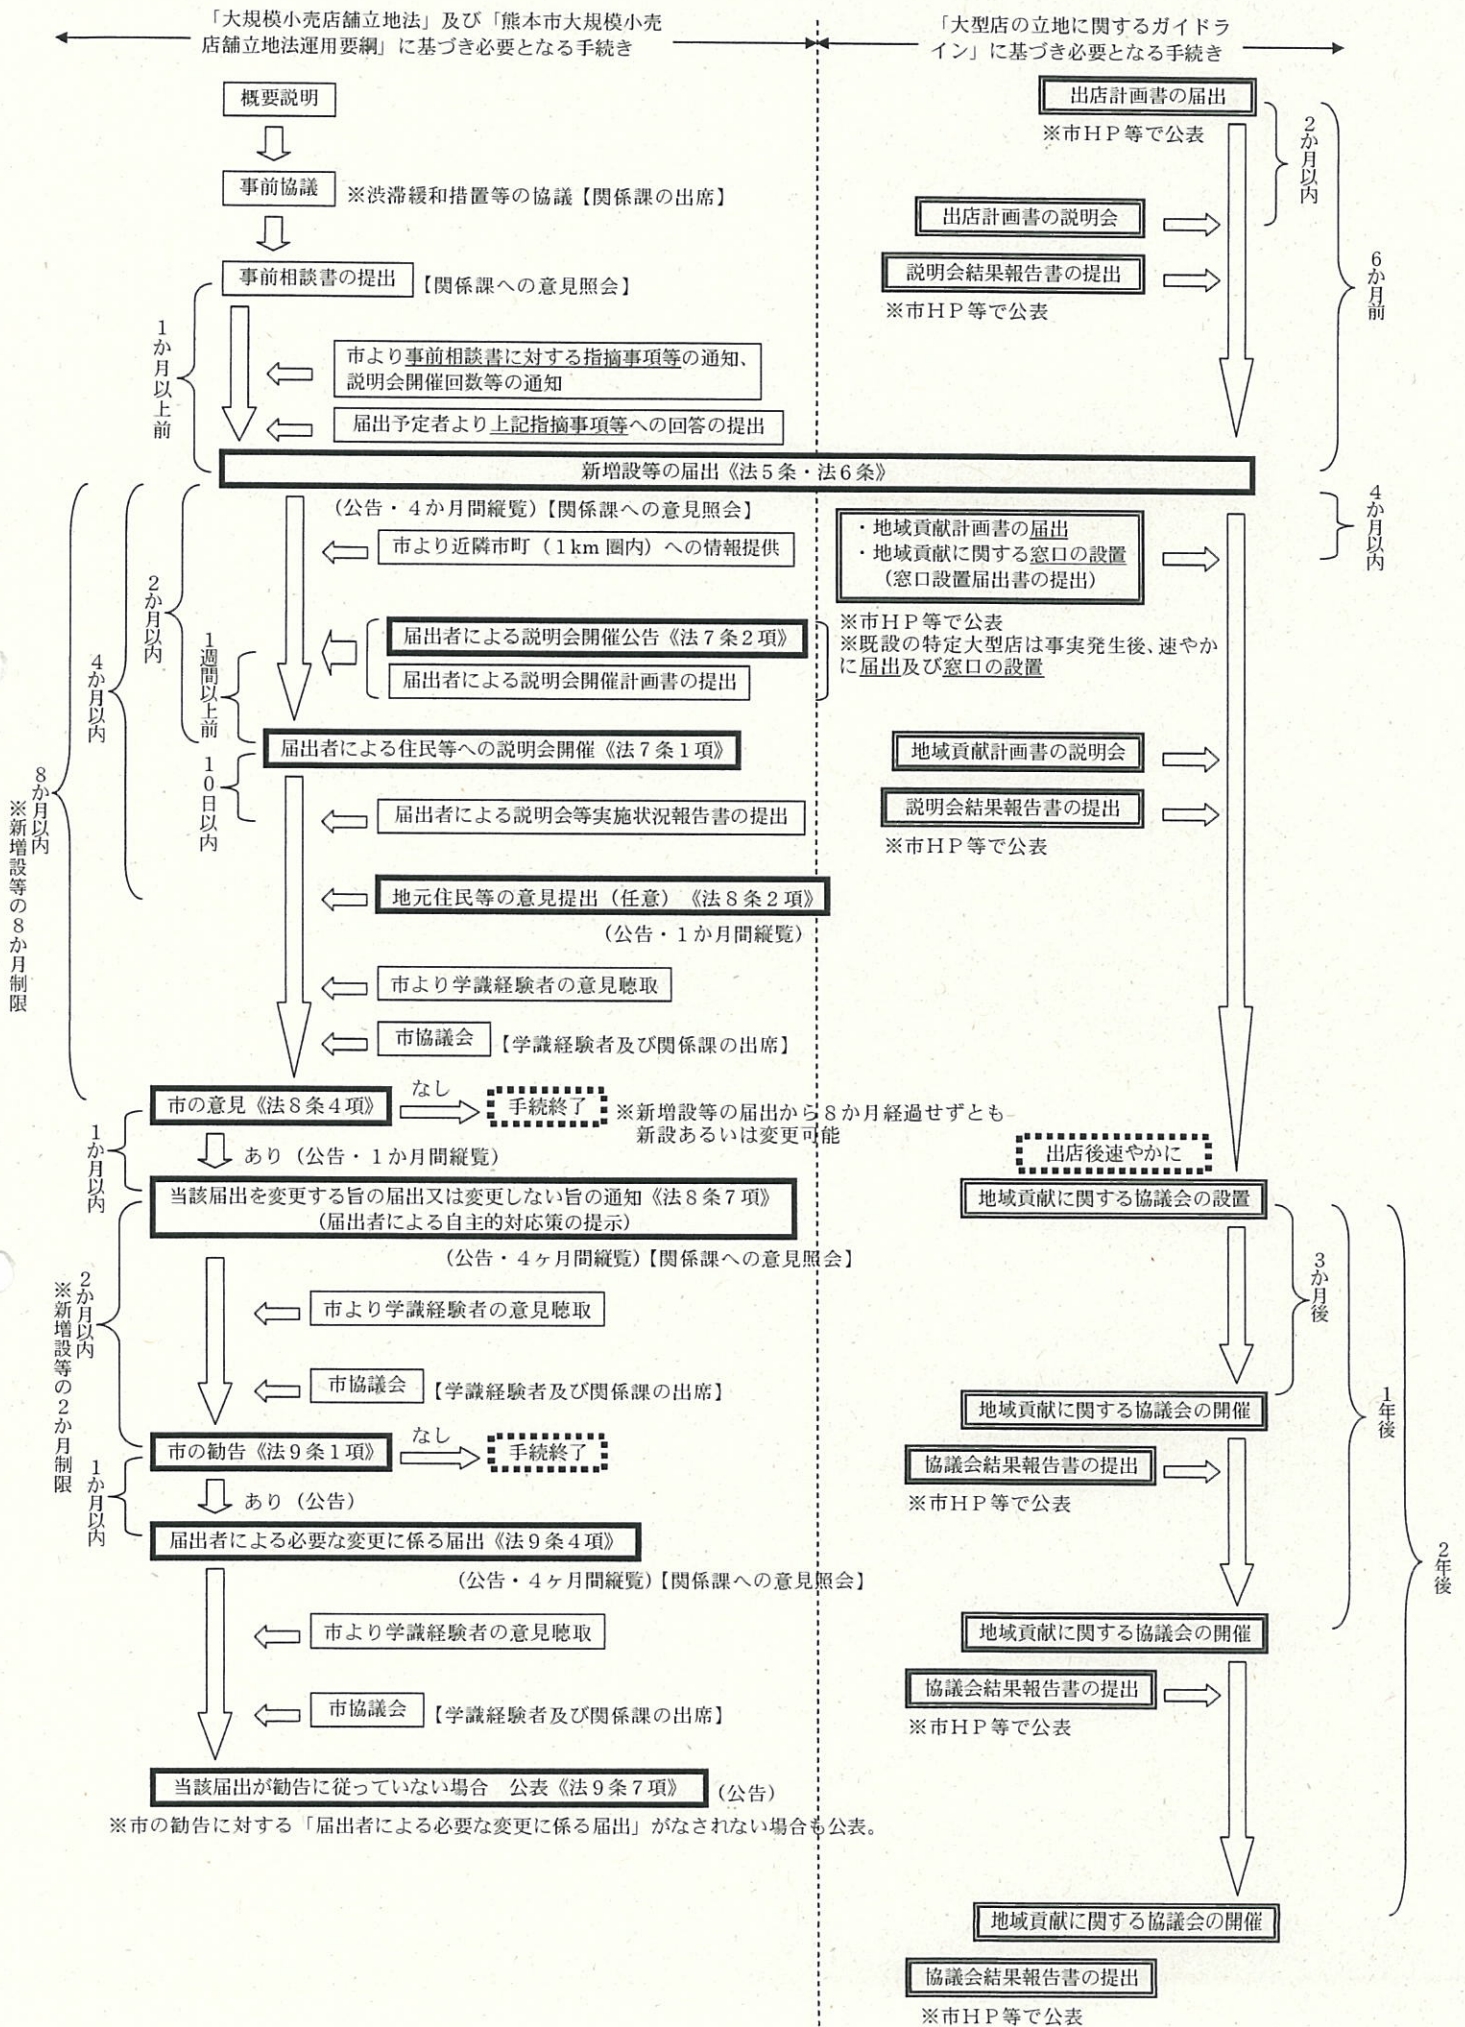 「大規模小売店舗立地法」及び「熊本市大規模小売
店舗立地法運用要綱」に基づき必要となる手続き
「大型店の立地に関するガイドラ
イン」に基づき必要となる手続き
概要説明
事前協議
※渋滞緩和措置等の協議【関係課の出席】
事前相談書の提出
【関係課への意見照会】
1か月以上前
市より事前相談書に対する指摘事項等の通知、
説明会開催回数等の通知
届出予定者より上記指摘事項等への回答の提出
出店計画書の届出
※市HP等で公表
2か月以内
出店計画書の説明会
説明会結果報告書の提出
※市HP等で公表
6か月前
新増設等の届出《法5条・法6条》
(公告・4か月間縦覧)【関係課への意見照会】
市より近隣市町（1km圏内）への情報提供
届出者による説明会開催公告《法7条2項》
届出者による説明会開催計画書の提出
1週間以上前
2か月以内
4か月以内
8か月以内
※新増設等の8か月制限
届出者による住民等への説明会開催《法7条1項》
10日以内
届出者による説明会等実施状況報告書の提出
地元住民等の意見提出（任意）《法8条2項》
(公告・1か月間縦覧)
市より学識経験者の意見聴取
市協議会
【学識経験者及び関係課の出席】
・地域貢献計画書の届出
・地域貢献に関する窓口の設置
（窓口設置届出書の提出）
4か月以内
※市HP等で公表
※既設の特定大型店は事実発生後、速やか
に届出及び窓口の設置
地域貢献計画書の説明会
説明会結果報告書の提出
※市HP等で公表
市の意見《法8条4項》
なし
手続終了
※新増設等の届出から8か月経過せずとも
新設あるいは変更可能
あり（公告・1か月間縦覧）
1か月以内
当該届出を変更する旨の届出又は変更しない旨の通知《法8条7項》
(届出者による自主的対応策の提示)
(公告・4ヶ月間縦覧)【関係課への意見照会】
市より学識経験者の意見聴取
市協議会
【学識経験者及び関係課の出席】
2か月以内
※新増設等の2か月制限
市の勧告《法9条1項》
なし
手続終了
あり（公告）
1か月以内
届出者による必要な変更に係る届出《法9条4項》
(公告・4ヶ月間縦覧)【関係課への意見照会】
市より学識経験者の意見聴取
市協議会
【学識経験者及び関係課の出席】
当該届出が勧告に従っていない場合　公表《法9条7項》
(公告)
※市の勧告に対する「届出者による必要な変更に係る届出」がなされない場合も公表。
出店後速やかに
地域貢献に関する協議会の設置
3か月後
地域貢献に関する協議会の開催
協議会結果報告書の提出
※市HP等で公表
1年後
地域貢献に関する協議会の開催
協議会結果報告書の提出
※市HP等で公表
2年後
地域貢献に関する協議会の開催
協議会結果報告書の提出
※市HP等で公表